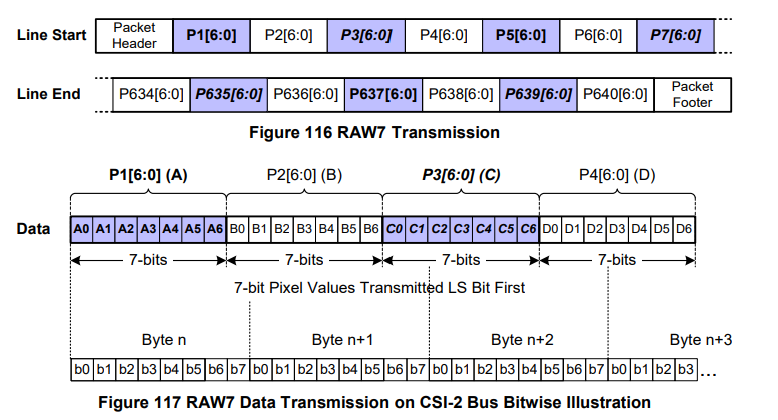 Line Start Packet Header P1[6:0] P2[6:0] P3[6:0] P4[6:0] P5[6:0] P6[6:0] P7[6:0]
Line End P634[6:0] P635[6:0] P636[6:0] P637[6:0] P638[6:0] P639[6:0] P640[6:0] Packet Footer
Figure 116 RAW7 Transmission
P1[6:0] (A) P2[6:0] (B) P3[6:0] (C) P4[6:0] (D)
Data A0 A1 A2 A3 A4 A5 A6 B0 B1 B2 B3 B4 B5 B6 C0 C1 C2 C3 C4 C5 C6 D0 D1 D2 D3 D4 D5 D6
7-bits 7-bits 7-bits 7-bits
7-bit Pixel Values Transmitted LS Bit First
Byte n Byte n+1 Byte n+2 Byte n+3
b0 b1 b2 b3 b4 b5 b6 b7 b0 b1 b2 b3 b4 b5 b6 b7 b0 b1 b2 b3 b4 b5 b6 b7 b0 b1 b2 b3 ...
Figure 117 RAW7 Data Transmission on CSI-2 Bus Bitwise Illustration